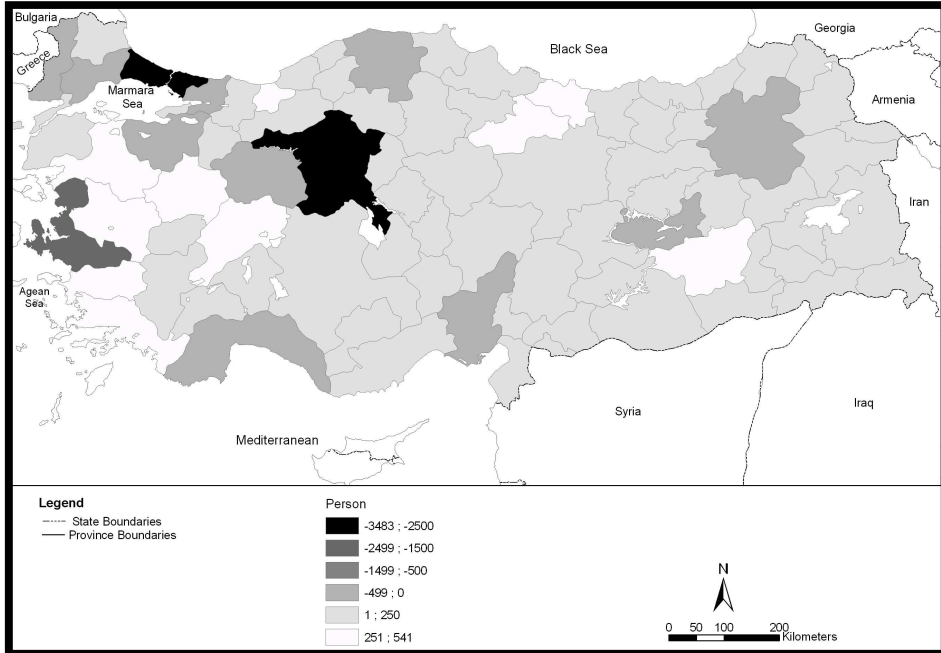 Bulgaria
Georgia
Black Sea
Greece
Marmara
Sea
Armenia
Iran
Agean
Sea
Syria
Iraq
Mediterranean
Legend
State Boundaries
Province Boundaries
Person
-3483 ; -2500
-2499 ; -1500
-1499 ; -500
-499 ; 0
1 ; 250
251 ; 541
N
0 50 100 200
Kilometers